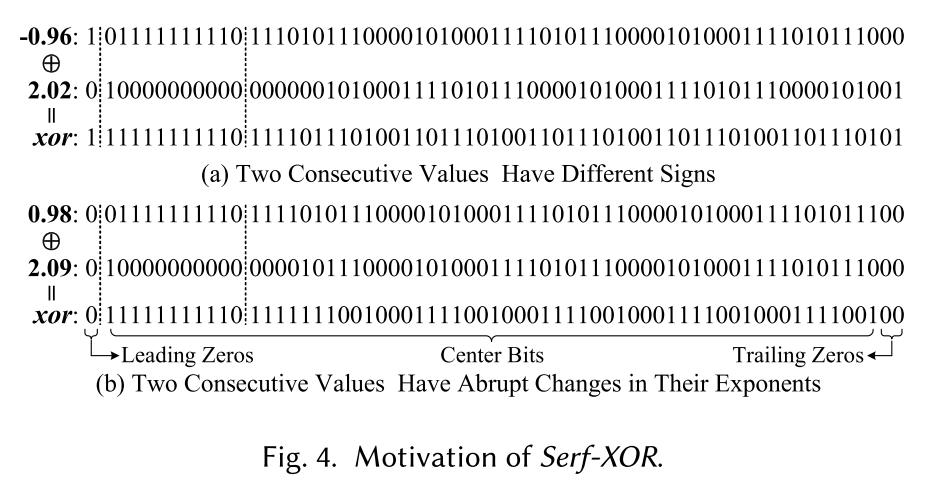 -0.96: 1 01111111110 1110101110000101000111101011100001010001111010111000
⊕
2.02: 0 10000000000 0000001010001111010111000010100011110101110000101001
=
xor: 1 11111111110 1111011101001101110100110111010011011101001101110101
(a) Two Consecutive Values Have Different Signs
0.98: 0 01111111110 1111010111000010100011110101110000101000111101011100
⊕
2.09: 0 10000000000 0000101110000101000111101011100001010001111010111000
=
xor: 0 11111111110 1111111001000111100100011110010001111001000111100100
Leading Zeros Center Bits Trailing Zeros
(b) Two Consecutive Values Have Abrupt Changes in Their Exponents
Fig. 4. Motivation of Serf-XOR.